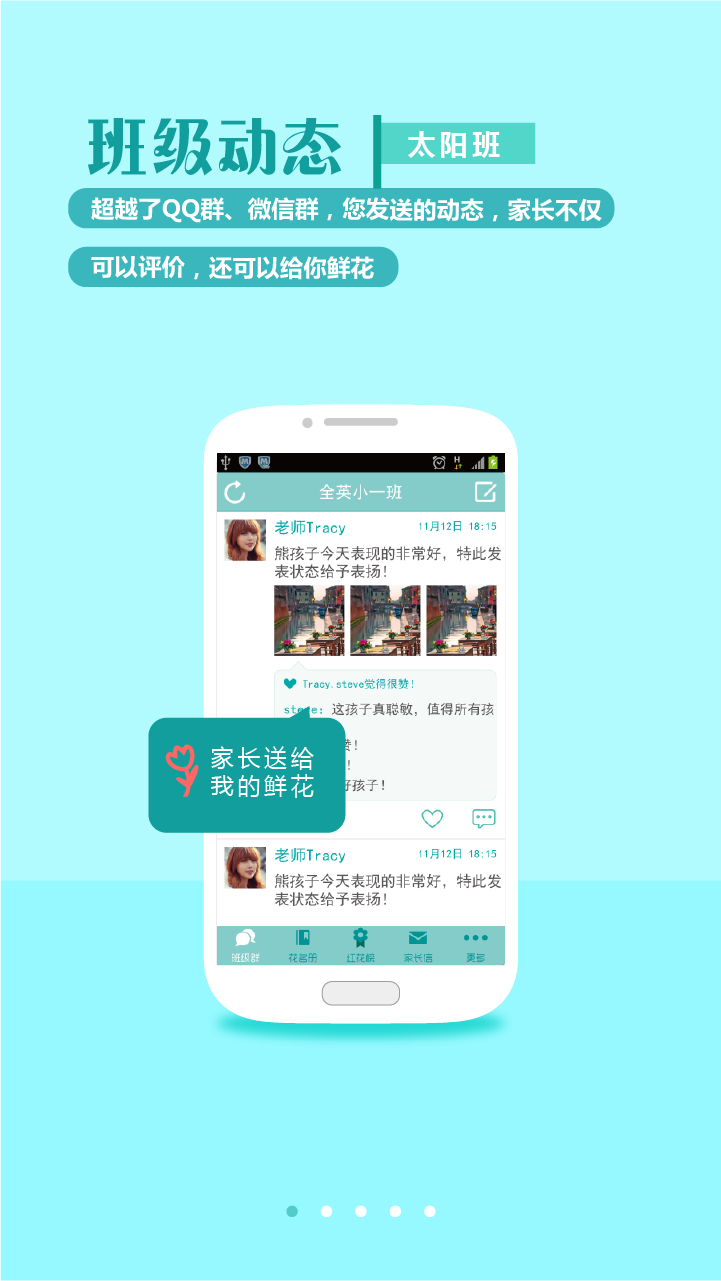 班级动态
太阳班
超越了QQ群、微信群，您发送的动态，家长不仅
可以评价，还可以给你鲜花
H
全英小一班
老师Tracy
11月12日 18:15
熊孩子今天表现的非常好，特此发
表状态给予表扬！
Tracy.steve觉得很赞！
steve：这孩子真聪敏，值得所有孩
赞！
！
好孩子！
家长送给
我的鲜花
老师Tracy
11月12日 18:15
熊孩子今天表现的非常好，特此发
表状态给予表扬！
班级群
花名册
红花榜
家长信
更多